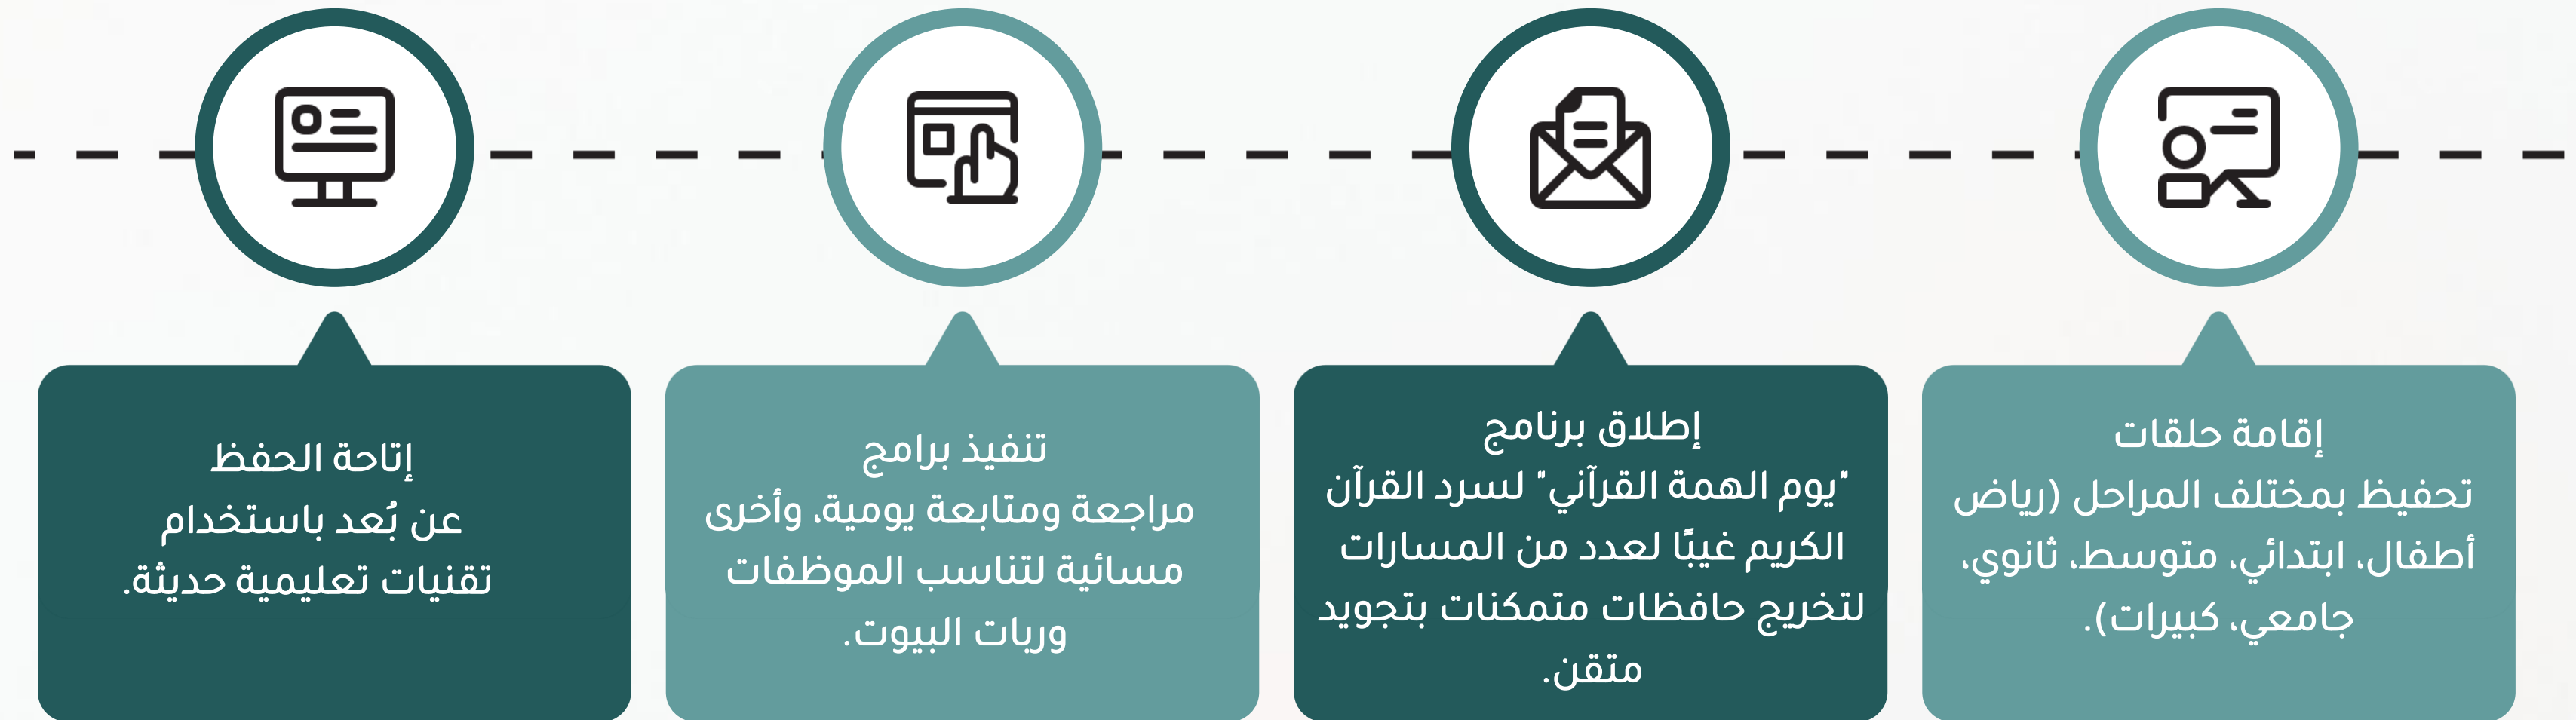 إقامة حلقات
تحفيظ بمختلف المراحل (رياض
أطفال، ابتدائي، متوسط، ثانوي،
جامعي، كبيرات).
إطلاق برنامج
"يوم الهمة القرآني" لسرد القرآن
الكريم غيبًا لعدد من المسارات
لتخريج حافظات متمكنات بتجويد
متقن.
تنفيذ برامج
مراجعة ومتابعة يومية، وأخرى
مسائية لتناسب الموظفات
وربات البيوت.
إتاحة الحفظ
عن بُعد باستخدام
تقنيات تعليمية حديثة.